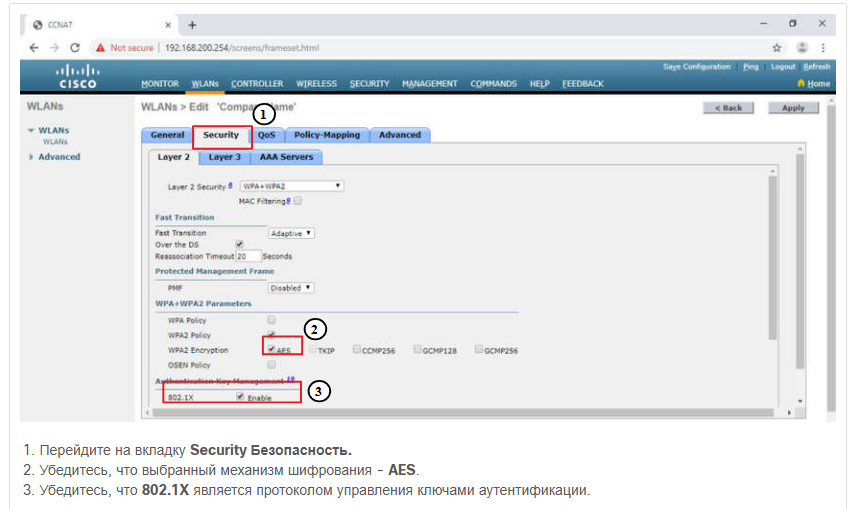 CCNA7
Not secure | 192.168.200.254/screens/frameset.html
Save Configuration Ping Logout Refresh
CISCO
MONITOR WLANs CONTROLLER WIRELESS SECURITY MANAGEMENT COMMANDS HELP FEEDBACK
Home
WLANs
WLANs > Edit
< Back
Apply
1
WLANs
WLANs
Advanced
General Security QoS Policy-Mapping Advanced
Layer 2 Layer 3 AAA Servers
Layer 2 Security 6 WPA+WPA2
MAC Filtering 9
Fast Transition
Fast Transition Adaptive
Over the DS
Reassociation Timeout 20 Seconds
Protected Management Frame
PMF Disabled
WPA+WPA2 Parameters
WPA Policy
WPA2 Policy
2
WPA2 Encryption AES TKIP CCMP256 GCMP128 GCMP256
OSEN Policy
Authentication Key Management 19
3
802.1X Enable
1. Перейдите на вкладку Security Безопасность.
2. Убедитесь, что выбранный механизм шифрования - AES.
3. Убедитесь, что 802.1X является протоколом управления ключами аутентификации.